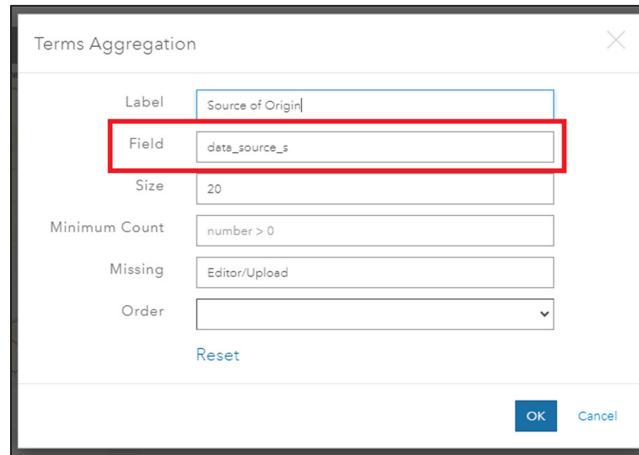 Terms Aggregation
Label Source of Origin
Field data_source_s
Size 20
Minimum Count number > 0
Missing Editor/Upload
Order
Reset
OK Cancel